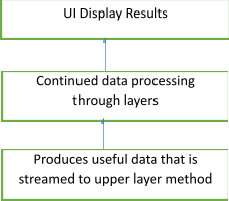 UI Display Results
Continued data processing
through layers
Produces useful data that is
streamed to upper layer method